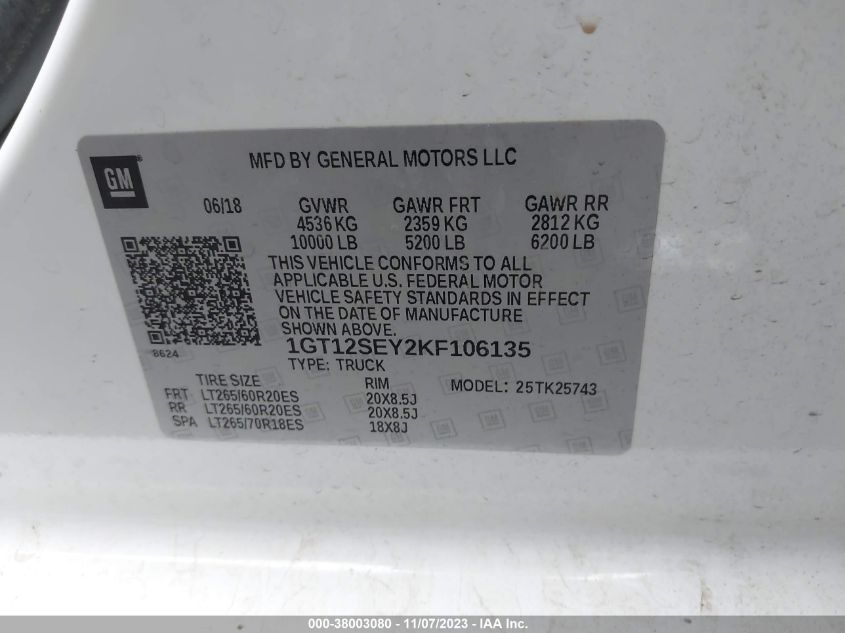 GM
MFD BY GENERAL MOTORS LLC
06/18 GVWR GAWR FRT GAWR RR
4536 KG 2359 KG 2812 KG
10000 LB 5200 LB 6200 LB
THIS VEHICLE CONFORMS TO ALL
APPLICABLE U.S. FEDERAL MOTOR
VEHICLE SAFETY STANDARDS IN EFFECT
ON THE DATE OF MANUFACTURE
SHOWN ABOVE.
8624
1GT12SEY2KF106135
TYPE: TRUCK
TIRE SIZE RIM MODEL: 25TK25743
FRT LT265/60R20ES 20X8.5J
RR LT265/60R20ES 20X8.5J
SPA LT265/70R18ES 18X8J
000-38003080 - 11/07/2023 - IAA Inc.